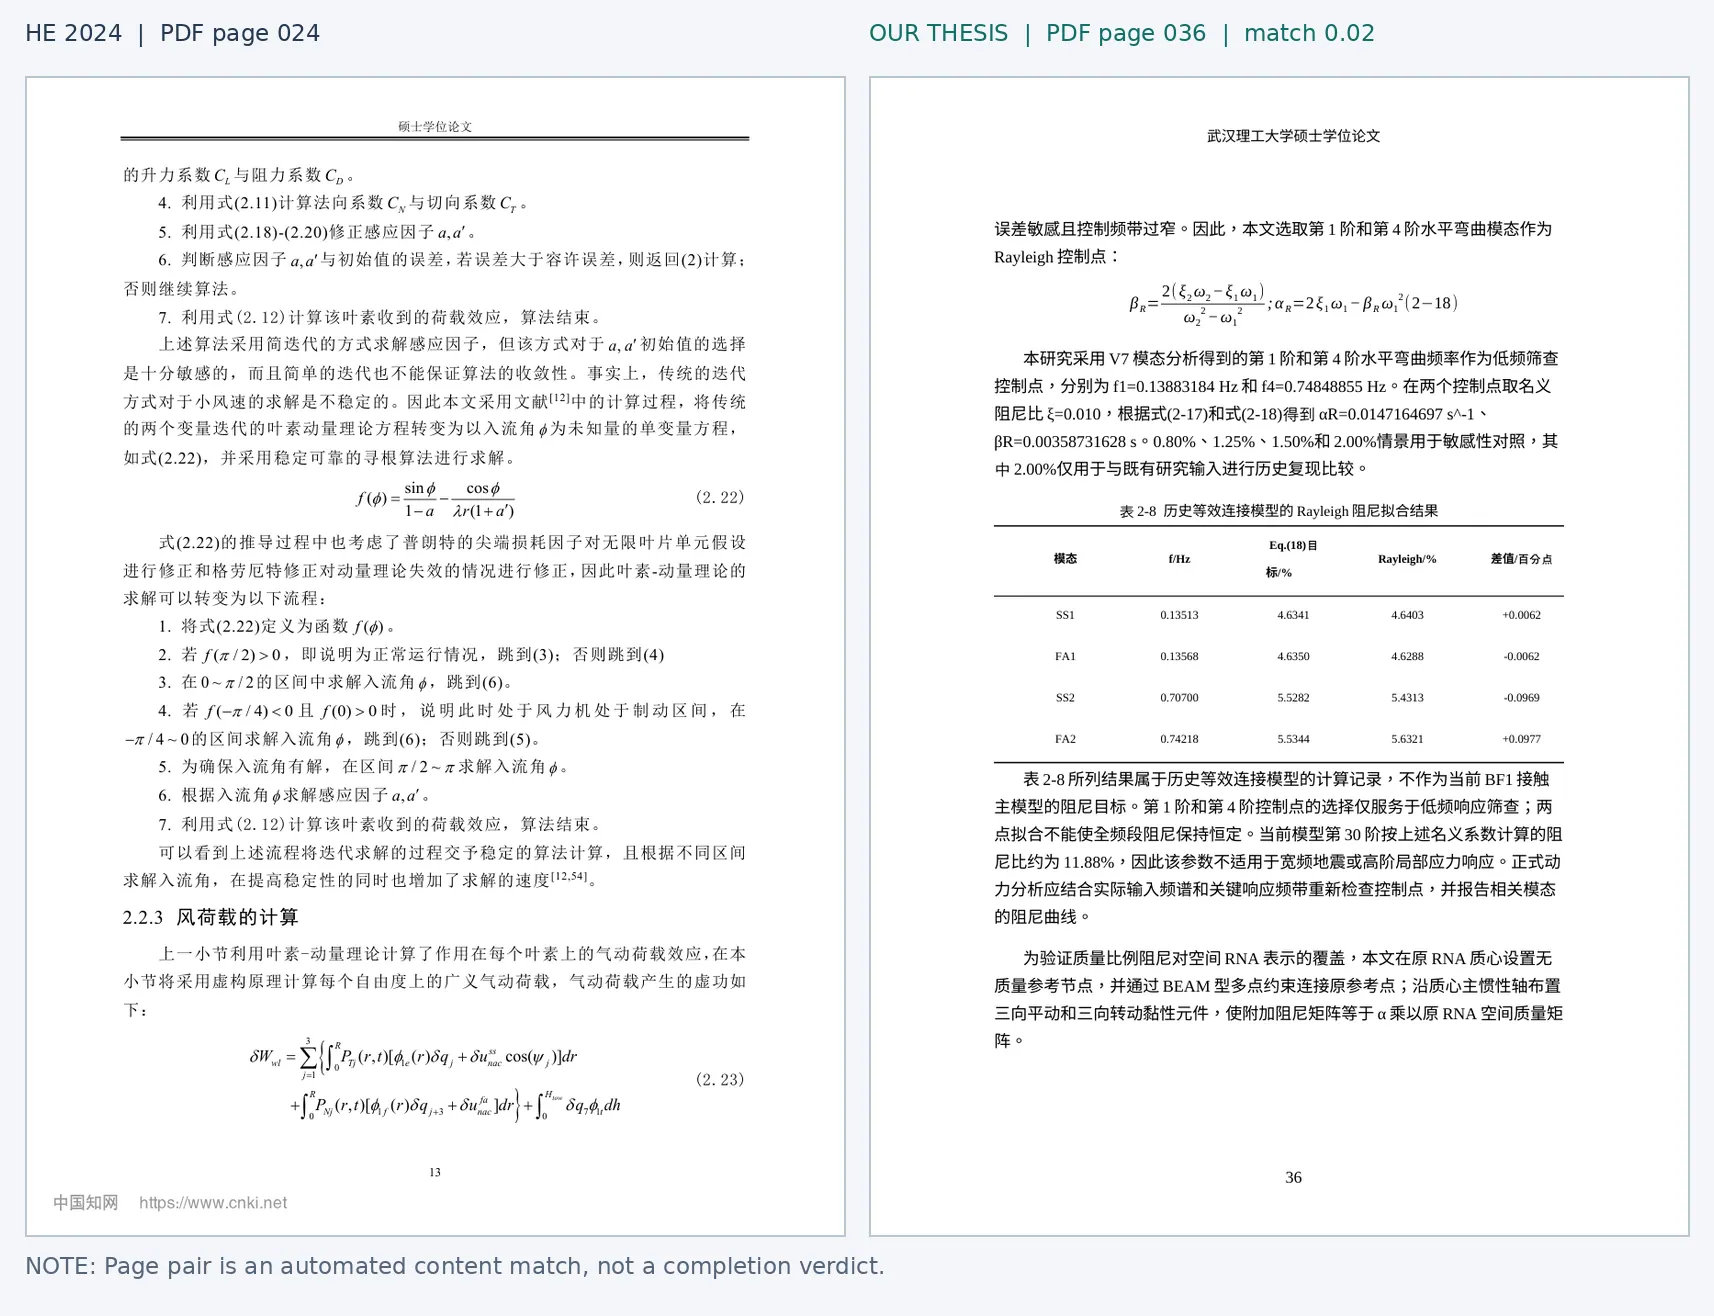 HE 2024 | PDF page 024
硕士学位论文
的升力系数C_L与阻力系数C_D。
4. 利用式(2.11)计算法向系数C_N与切向系数C_T。
5. 利用式(2.18)-(2.20)修正感应因子a,a′。
6. 判断感应因子a,a′与初始值的误差,若误差大于容许误差,则返回(2)计算;
否则继续算法。
7. 利用式(2.12)计算该叶素收到的荷载效应，算法结束。
上述算法采用简迭代的方式求解感应因子，但该方式对于a,a′初始值的选择
是十分敏感的，而且简单的迭代也不能保证算法的收敛性。事实上，传统的迭代
方式对于小风速的求解是不稳定的。因此本文采用文献[12]中的计算过程，将传统
的两个变量迭代的叶素动量理论方程转变为以入流角ϕ为未知量的单变量方程，
如式(2.22)，并采用稳定可靠的寻根算法进行求解。
f(ϕ)=sinϕ/(1−a)−cosϕ/(λr(1+a′)) (2.22)
式(2.22)的推导过程中也考虑了普朗特的尖端损耗因子对无限叶片单元假设
进行修正和格劳厄特修正对动量理论失效的情况进行修正,因此叶素-动量理论的
求解可以转变为以下流程：
1. 将式(2.22)定义为函数f(ϕ)。
2. 若f(π/2)>0，即说明为正常运行情况，跳到(3)；否则跳到(4)
3. 在0~π/2的区间中求解入流角ϕ，跳到(6)。
4. 若f(−π/4)<0且f(0)>0时，说明此时处于风力机处于制动区间，在
−π/4~0的区间求解入流角ϕ，跳到(6)；否则跳到(5)。
5. 为确保入流角有解，在区间π/2~π求解入流角ϕ。
6. 根据入流角ϕ求解感应因子a,a′。
7. 利用式(2.12)计算该叶素收到的荷载效应，算法结束。
可以看到上述流程将迭代求解的过程交予稳定的算法计算，且根据不同区间
求解入流角，在提高稳定性的同时也增加了求解的速度[12,54]。
2.2.3 风荷载的计算
上一小节利用叶素-动量理论计算了作用在每个叶素上的气动荷载效应,在本
小节将采用虚构原理计算每个自由度上的广义气动荷载，气动荷载产生的虚功如
下：
δW_wl=∑_{j=1}^{3}{∫_0^R P_Tj(r,t)[ϕ_1e(r)δq_j+δu_nac^ss cos(ψ_j)]dr
+∫_0^R P_Nj(r,t)[ϕ_1f(r)δq_{j+3}+δu_nac^fa]dr}+∫_0^{H_tow}δq_7ϕ_1t dh (2.23)
13
中国知网 https://www.cnki.net
OUR THESIS | PDF page 036 | match 0.02
武汉理工大学硕士学位论文
误差敏感且控制频带过窄。因此，本文选取第 1 阶和第 4 阶水平弯曲模态作为
Rayleigh 控制点：
β_R=2(ξ_2ω_2−ξ_1ω_1)/(ω_2^2−ω_1^2);α_R=2ξ_1ω_1−β_Rω_1^2(2−18)
本研究采用 V7 模态分析得到的第 1 阶和第 4 阶水平弯曲频率作为低频筛查
控制点，分别为 f1=0.13883184 Hz 和 f4=0.74848855 Hz。在两个控制点取名义
阻尼比 ξ=0.010，根据式(2-17)和式(2-18)得到 αR=0.0147164697 s^-1、
βR=0.00358731628 s。0.80%、1.25%、1.50%和 2.00%情景用于敏感性对照，其
中 2.00%仅用于与既有研究输入进行历史复现比较。
表 2-8 历史等效连接模型的 Rayleigh 阻尼拟合结果
模态 f/Hz Eq.(18)目标/% Rayleigh/% 差值/百分点
SS1 0.13513 4.6341 4.6403 +0.0062
FA1 0.13568 4.6350 4.6288 -0.0062
SS2 0.70700 5.5282 5.4313 -0.0969
FA2 0.74218 5.5344 5.6321 +0.0977
表 2-8 所列结果属于历史等效连接模型的计算记录，不作为当前 BF1 接触
主模型的阻尼目标。第 1 阶和第 4 阶控制点的选择仅服务于低频响应筛查；两
点拟合不能使全频段阻尼保持恒定。当前模型第 30 阶按上述名义系数计算的阻
尼比约为 11.88%，因此该参数不适用于宽频地震或高阶局部应力响应。正式动
力分析应结合实际输入频谱和关键响应频带重新检查控制点，并报告相关模态
的阻尼曲线。
为验证质量比例阻尼对空间 RNA 表示的覆盖，本文在原 RNA 质心设置无
质量参考节点，并通过 BEAM 型多点约束连接原参考点；沿质心主惯性轴布置
三向平动和三向转动黏性元件，使附加阻尼矩阵等于 α 乘以原 RNA 空间质量矩
阵。
36
NOTE: Page pair is an automated content match, not a completion verdict.